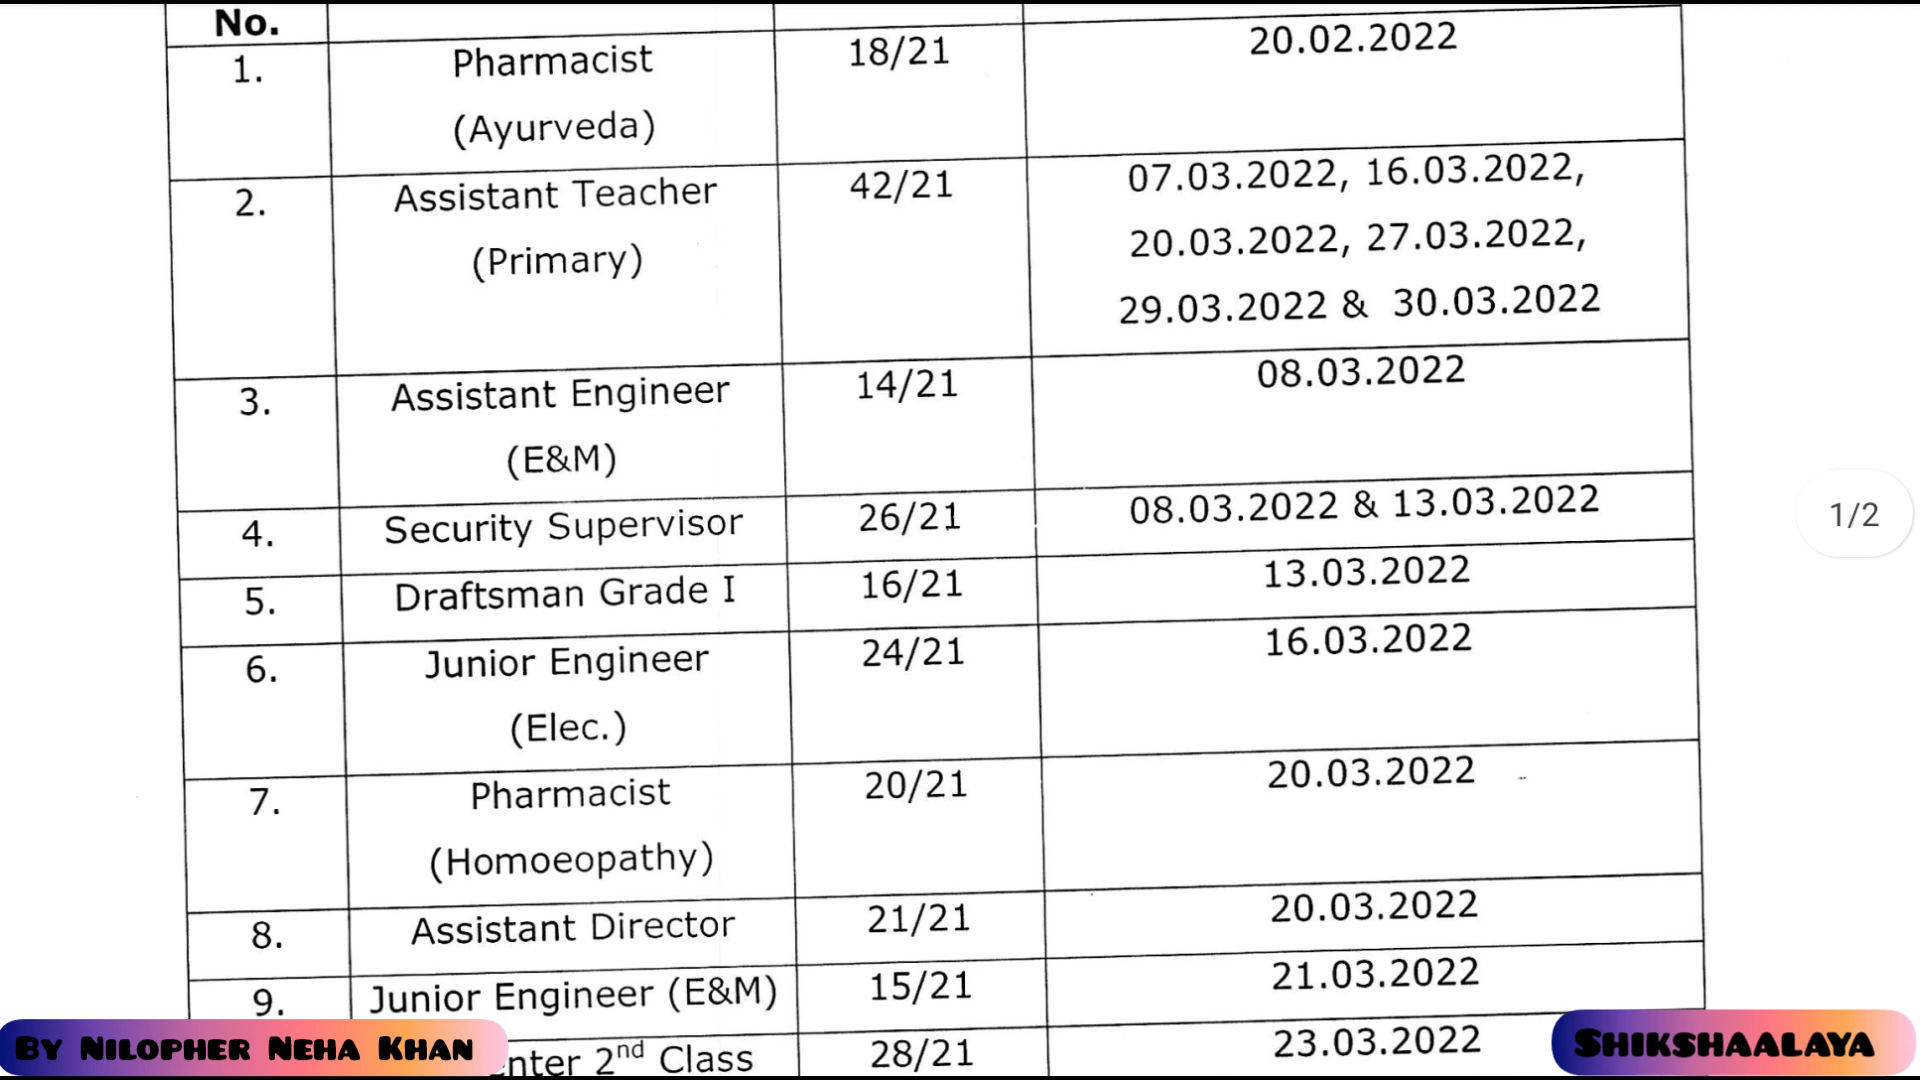 No.
1. Pharmacist 18/21 20.02.2022
(Ayurveda)
2. Assistant Teacher 42/21 07.03.2022, 16.03.2022,
(Primary) 20.03.2022, 27.03.2022,
29.03.2022 & 30.03.2022
3. Assistant Engineer 14/21 08.03.2022
(E&M)
4. Security Supervisor 26/21 08.03.2022 & 13.03.2022
5. Draftsman Grade I 16/21 13.03.2022
6. Junior Engineer 24/21 16.03.2022
(Elec.)
7. Pharmacist 20/21 20.03.2022
(Homoeopathy)
8. Assistant Director 21/21 20.03.2022
9. Junior Engineer (E&M) 15/21 21.03.2022
2nd Class 28/21 23.03.2022
1/2
By Nilopher Neha Khan
Shikshaalaya